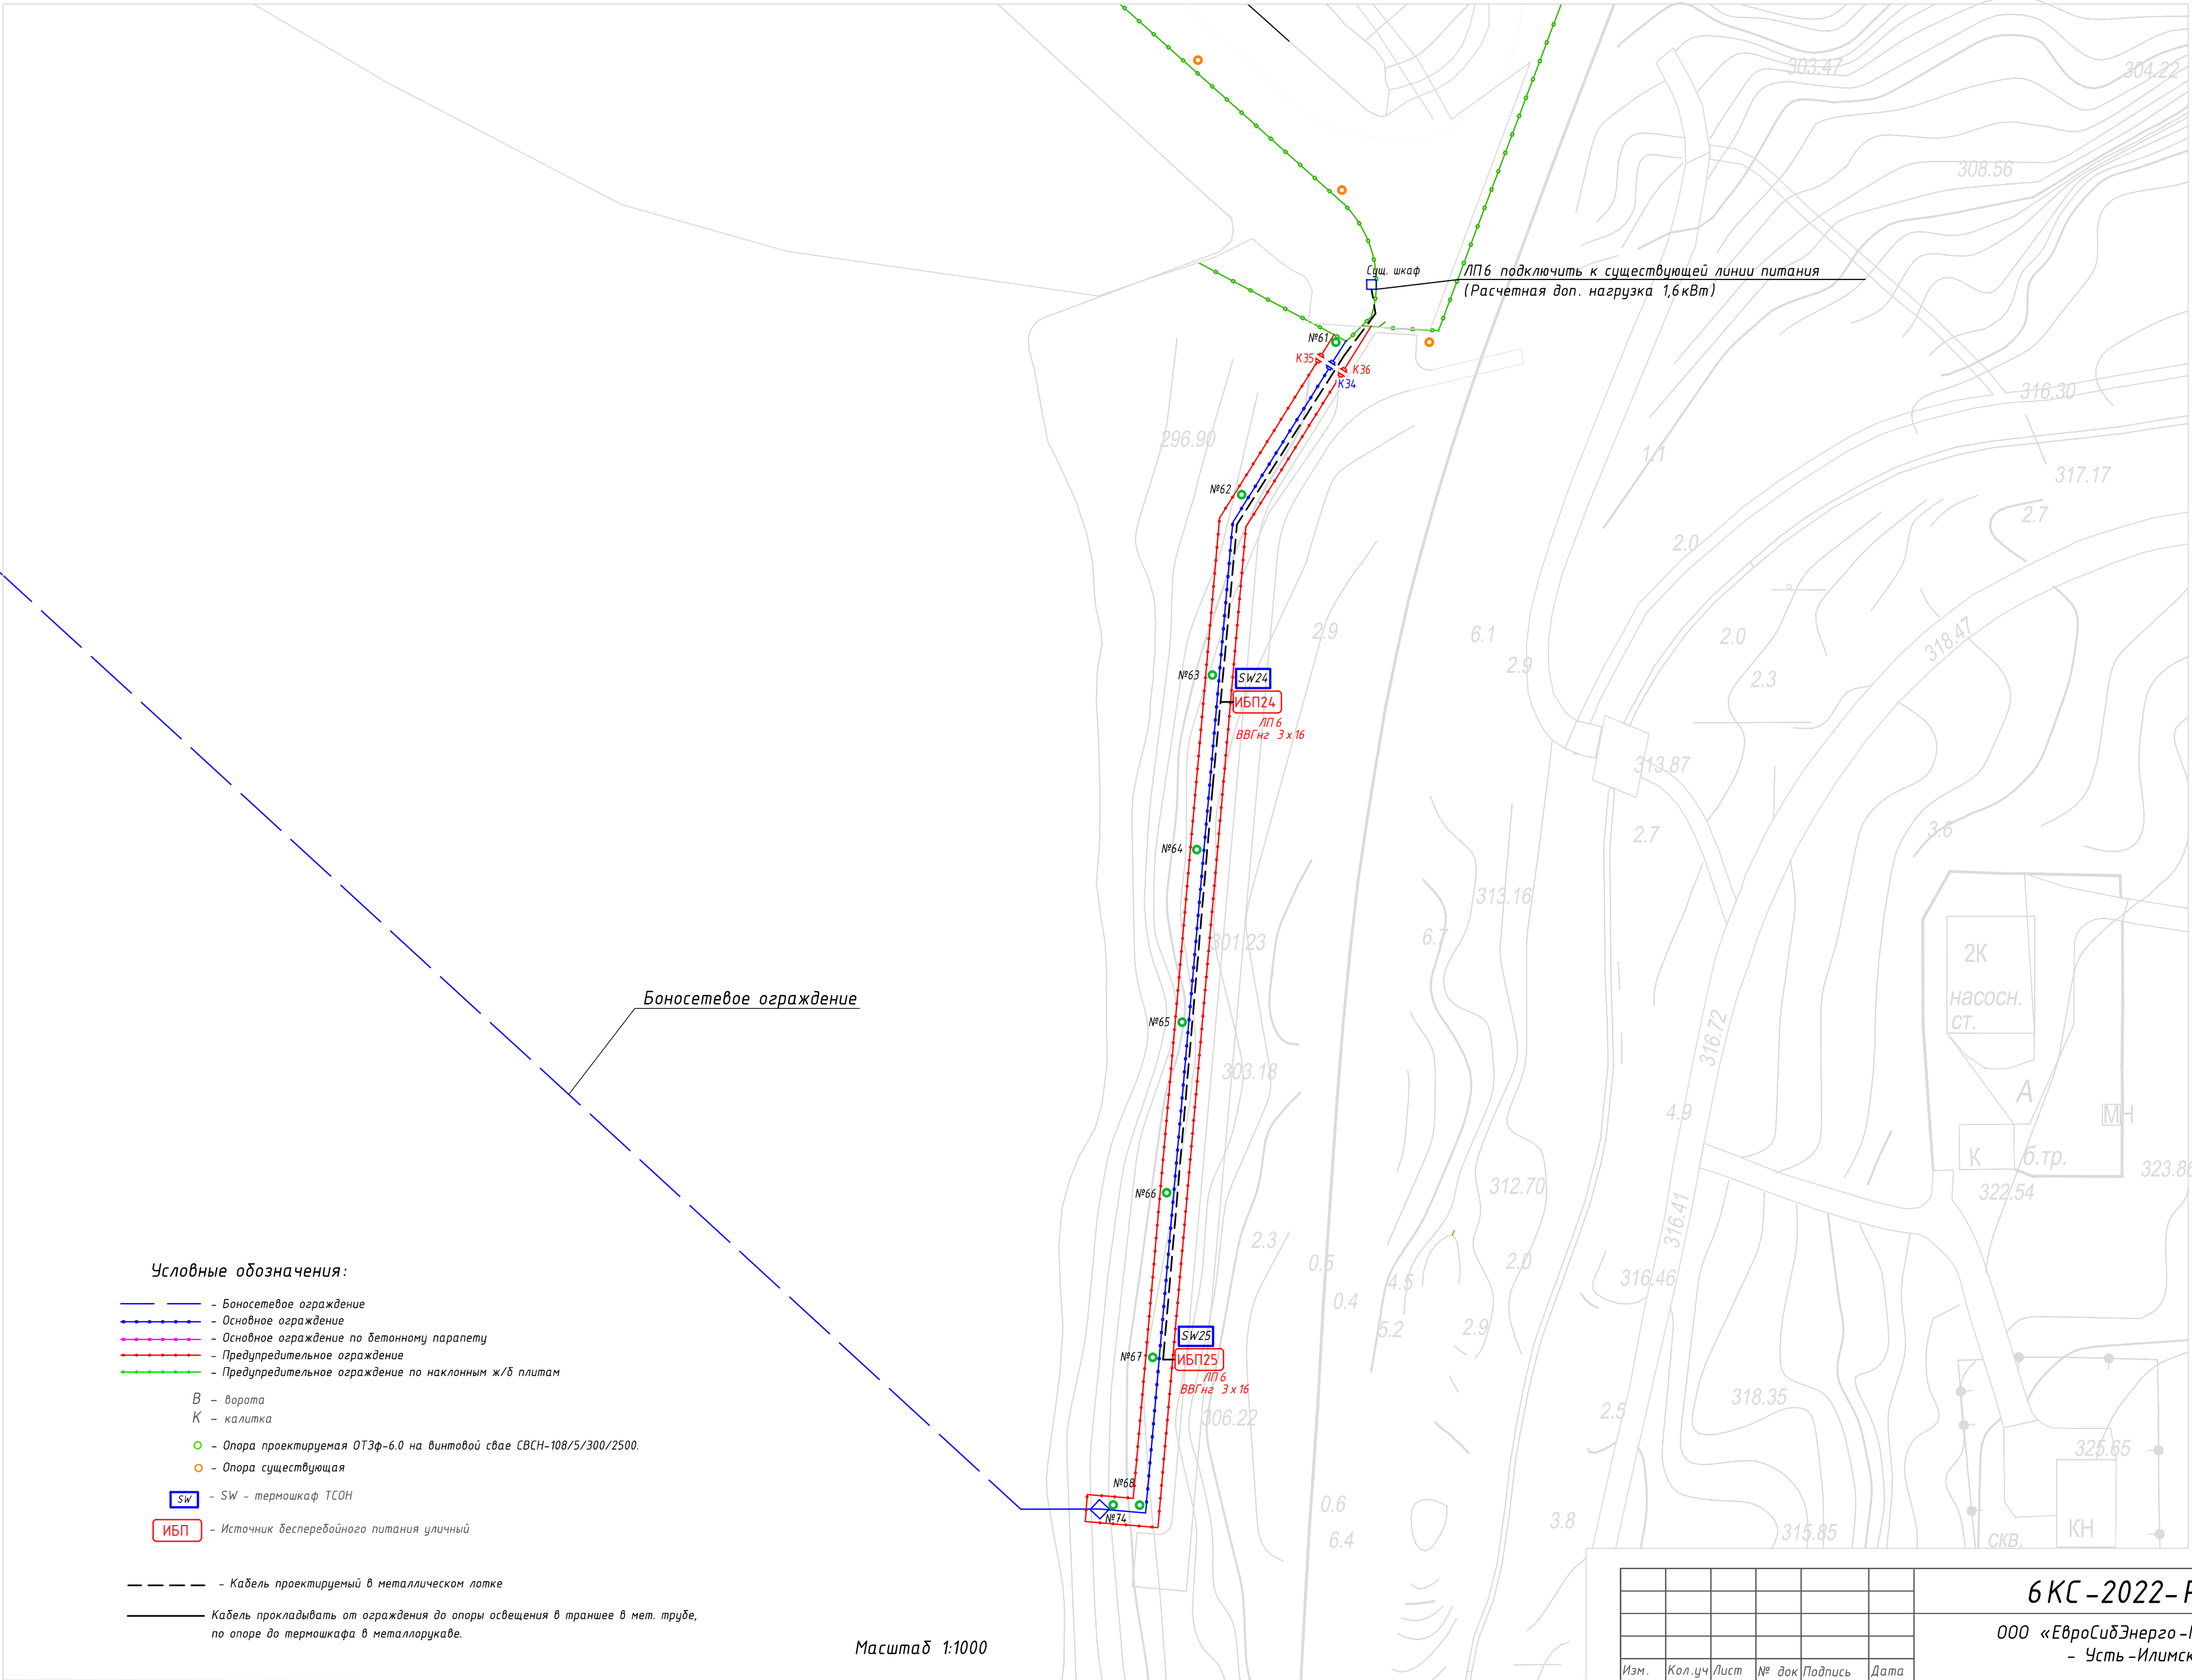 303.47
304.22
308.56
Сущ. шкаф
ЛП6 подключить к существующей линии питания
(Расчетная доп. нагрузка 1,6кВт)
№61
К35
К36
К34
316.30
296.90
1.1
317.17
№62
2.7
2.0
2.9
6.1
2.0
318.47
2.9
№63
SW24
2.3
ИБП24
ЛП6
ВВГнг 3х16
313.87
2.7
3.6
№64
313.16
301.23
6.7
2К
насосн.
ст.
Боносетевое ограждение
№65
316.72
303.18
А
4.9
МН
К
б.тр.
323.86
№66
312.70
322.54
316.41
2.3
0.5
2.0
4.5
316.46
0.4
5.2
2.9
SW25
№67
ИБП25
ЛП6
ВВГнг 3х16
306.22
2.5
318.35
325.65
№68
0.6
№74
6.4
3.8
315.85
скв.
КН
Условные обозначения:
– Боносетевое ограждение
– Основное ограждение
– Основное ограждение по бетонному парапету
– Предупредительное ограждение
– Предупредительное ограждение по наклонным ж/б плитам
В – ворота
К – калитка
– Опора проектируемая ОТЗф-6.0 на винтовой свае СВСН-108/5/300/2500.
– Опора существующая
SW – SW – термошкаф ТСОН
ИБП – Источник бесперебойного питания уличный
– Кабель проектируемый в металлическом лотке
Кабель прокладывать от ограждения до опоры освещения в траншее в мет. трубе,
по опоре до термошкафа в металлорукаве.
Масштаб 1:1000
6КС-2022-
ООО «ЕвроСибЭнерго-
– Усть-Илимск
Изм. Кол.уч Лист № док Подпись Дата